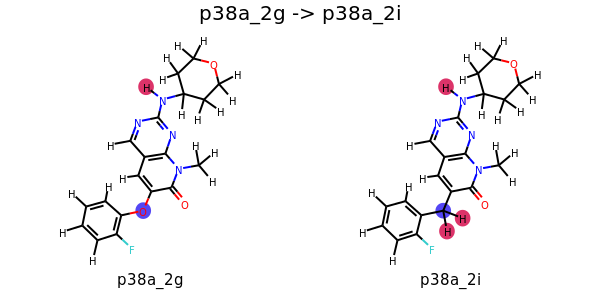 p38a_2g -> p38a_2i
H H O H H H H H H H H N H N N H N N H H H O O H H H H F
H H O H H H H H H H H N H N N H N N H H H O H H H H H H F
p38a_2g p38a_2i